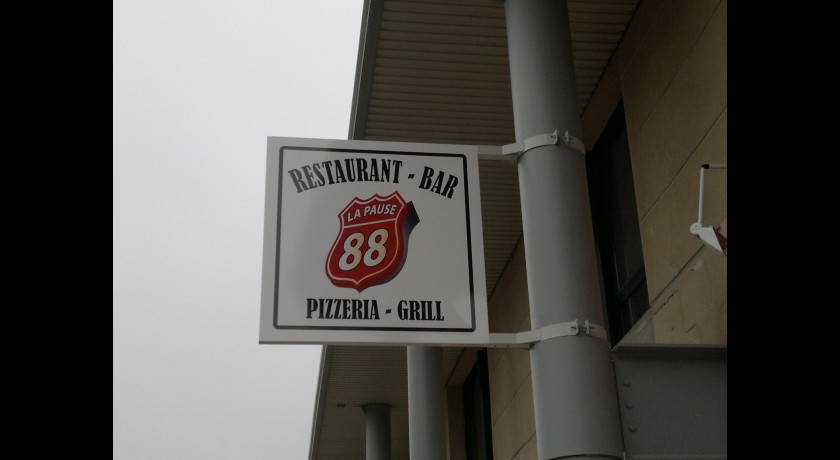 RESTAURANT - BAR
LA PAUSE
88
PIZZERIA - GRILL